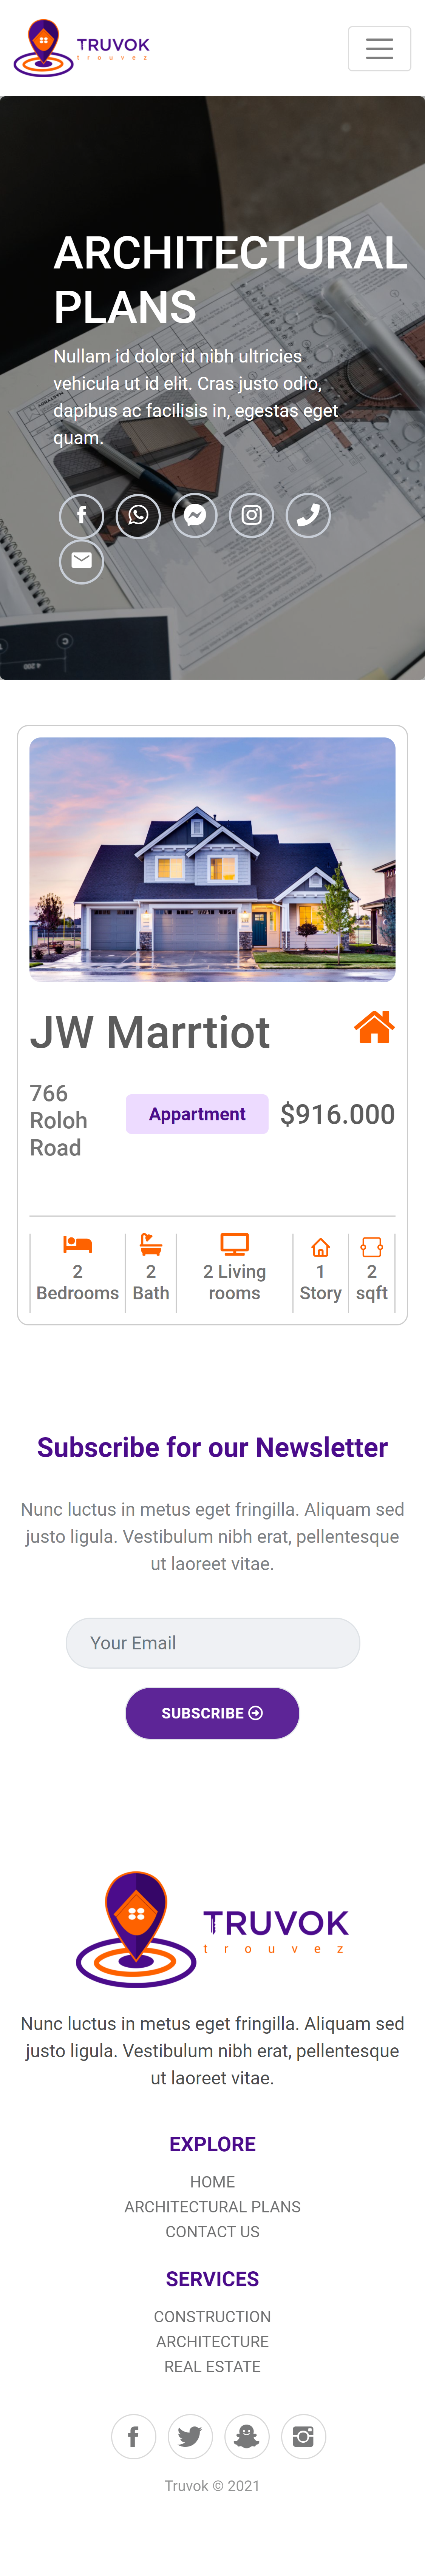 TRUVOK
trouvez
ARCHITECTURAL
PLANS
Nullam id dolor id nibh ultricies
vehicula ut id elit. Cras justo odio,
dapibus ac facilisis in, egestas eget
quam.
JW Marrtiot
766
Roloh
Road
Appartment
$916.000
2
Bedrooms
2
Bath
2 Living
rooms
1
Story
2
sqft
Subscribe for our Newsletter
Nunc luctus in metus eget fringilla. Aliquam sed
justo ligula. Vestibulum nibh erat, pellentesque
ut laoreet vitae.
Your Email
SUBSCRIBE
TRUVOK
trouvez
Nunc luctus in metus eget fringilla. Aliquam sed
justo ligula. Vestibulum nibh erat, pellentesque
ut laoreet vitae.
EXPLORE
HOME
ARCHITECTURAL PLANS
CONTACT US
SERVICES
CONSTRUCTION
ARCHITECTURE
REAL ESTATE
Truvok © 2021